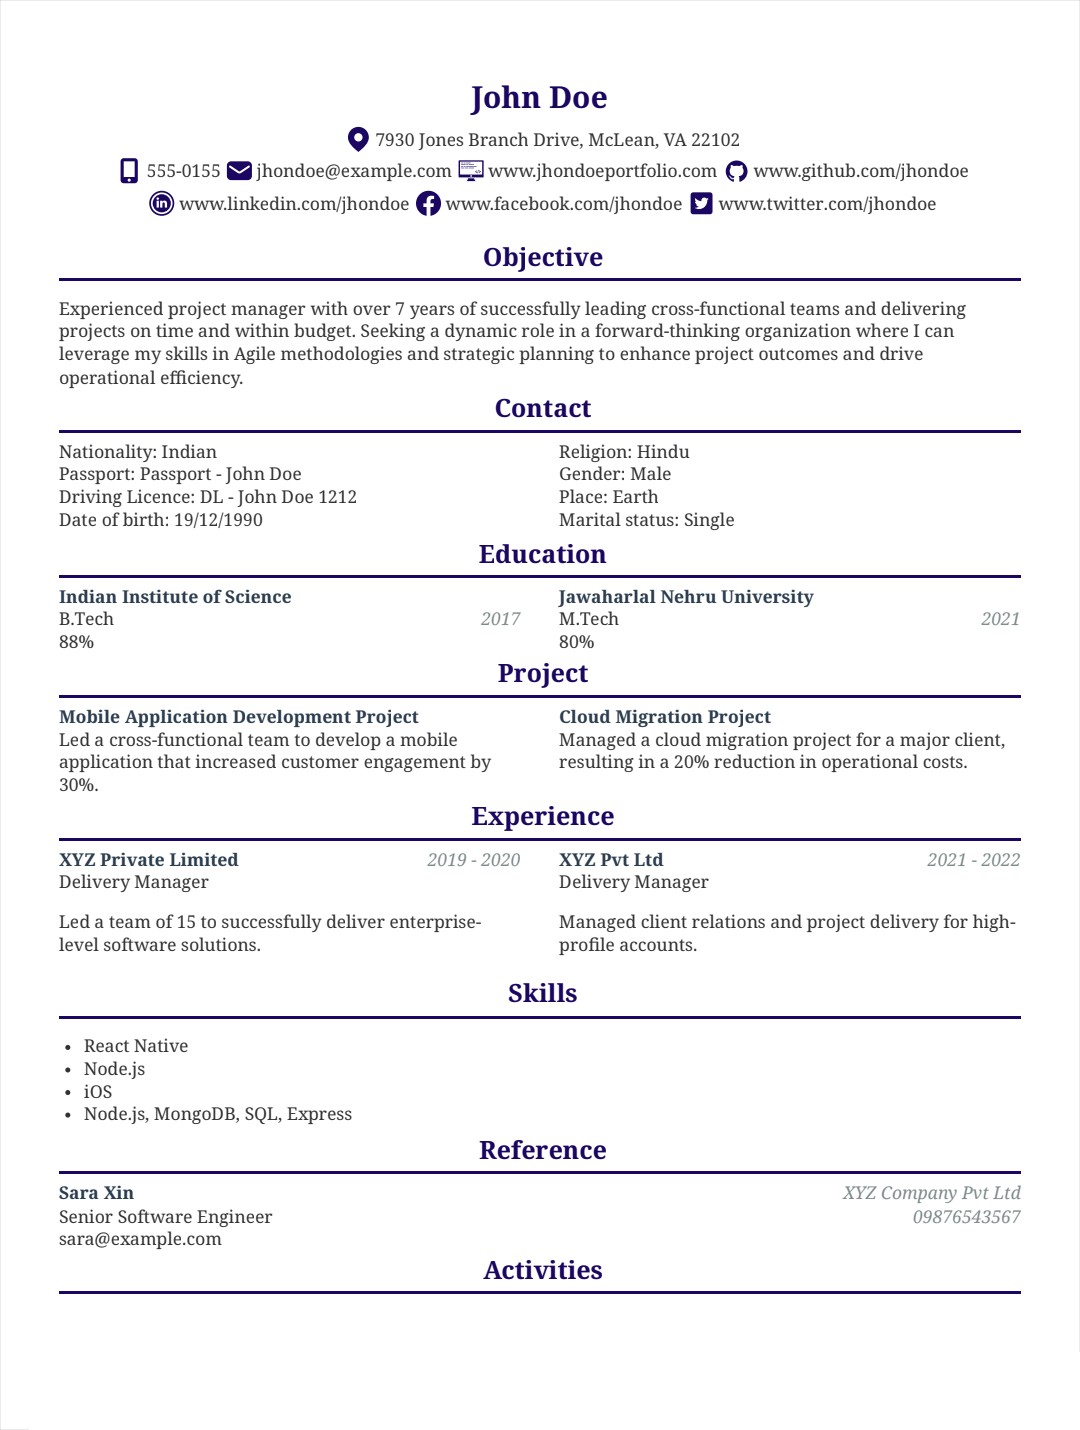 John Doe
7930 Jones Branch Drive, McLean, VA 22102
555-0155 jhondoe@example.com www.jhondoeportfolio.com www.github.com/jhondoe
www.linkedin.com/jhondoe www.facebook.com/jhondoe www.twitter.com/jhondoe
Objective
Experienced project manager with over 7 years of successfully leading cross-functional teams and delivering
projects on time and within budget. Seeking a dynamic role in a forward-thinking organization where I can
leverage my skills in Agile methodologies and strategic planning to enhance project outcomes and drive
operational efficiency.
Contact
Nationality: Indian
Passport: Passport - John Doe
Driving Licence: DL - John Doe 1212
Date of birth: 19/12/1990
Religion: Hindu
Gender: Male
Place: Earth
Marital status: Single
Education
Indian Institute of Science
B.Tech 2017
88%
Jawaharlal Nehru University
M.Tech 2021
80%
Project
Mobile Application Development Project
Led a cross-functional team to develop a mobile
application that increased customer engagement by
30%.
Cloud Migration Project
Managed a cloud migration project for a major client,
resulting in a 20% reduction in operational costs.
Experience
XYZ Private Limited 2019 - 2020
Delivery Manager
Led a team of 15 to successfully deliver enterprise-
level software solutions.
XYZ Pvt Ltd 2021 - 2022
Delivery Manager
Managed client relations and project delivery for high-
profile accounts.
Skills
• React Native
• Node.js
• iOS
• Node.js, MongoDB, SQL, Express
Reference
Sara Xin XYZ Company Pvt Ltd
Senior Software Engineer 09876543567
sara@example.com
Activities